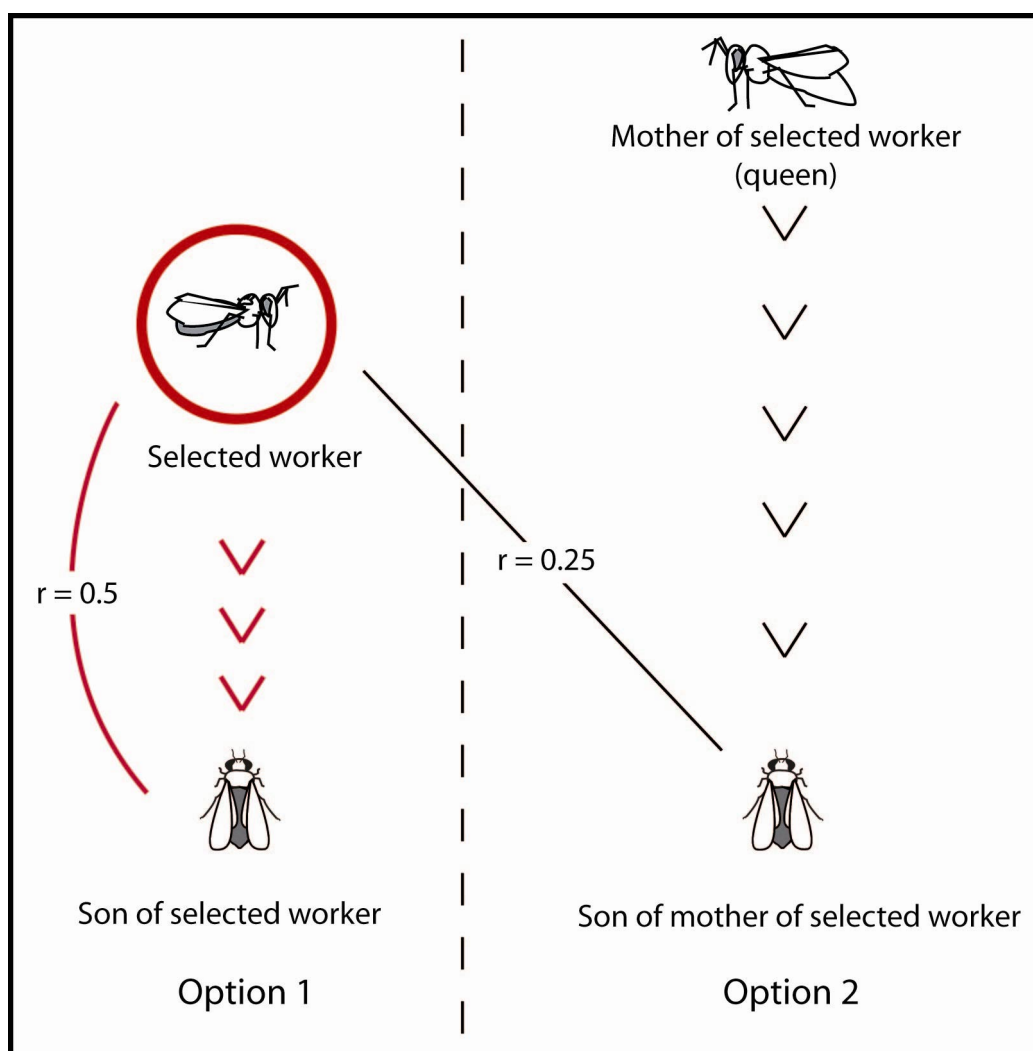 Mother of selected worker
(queen)
Selected worker
r = 0.5
r = 0.25
Son of selected worker
Son of mother of selected worker
Option 1
Option 2